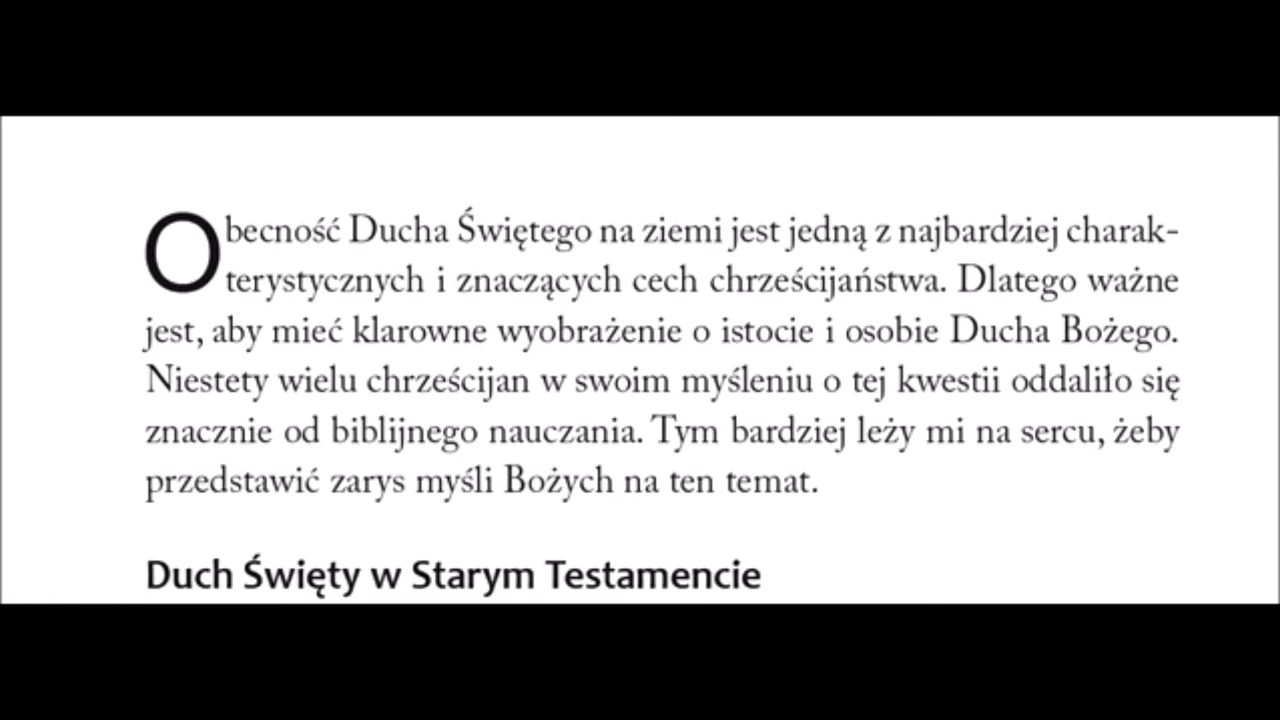 Obecność Ducha Świętego na ziemi jest jedną z najbardziej charak-
terystycznych i znaczących cech chrześcijaństwa. Dlatego ważne
jest, aby mieć klarowne wyobrażenie o istocie i osobie Ducha Bożego.
Niestety wielu chrześcijan w swoim myśleniu o tej kwestii oddaliło się
znacznie od biblijnego nauczania. Tym bardziej leży mi na sercu, żeby
przedstawić zarys myśli Bożych na ten temat.
Duch Święty w Starym Testamencie